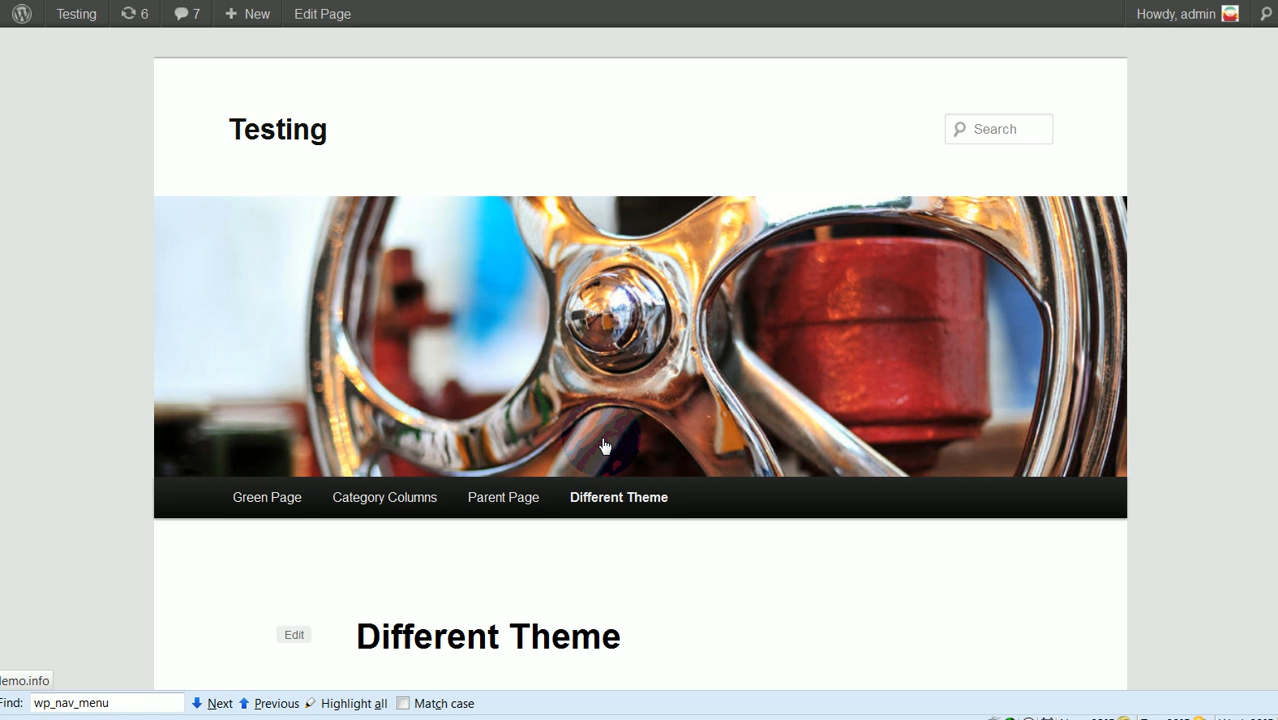 Testing 6 7 New Edit Page Howdy, admin
Testing
Search
Green Page Category Columns Parent Page Different Theme
Edit Different Theme
lemo.info
Find: wp_nav_menu Next Previous Highlight all Match case